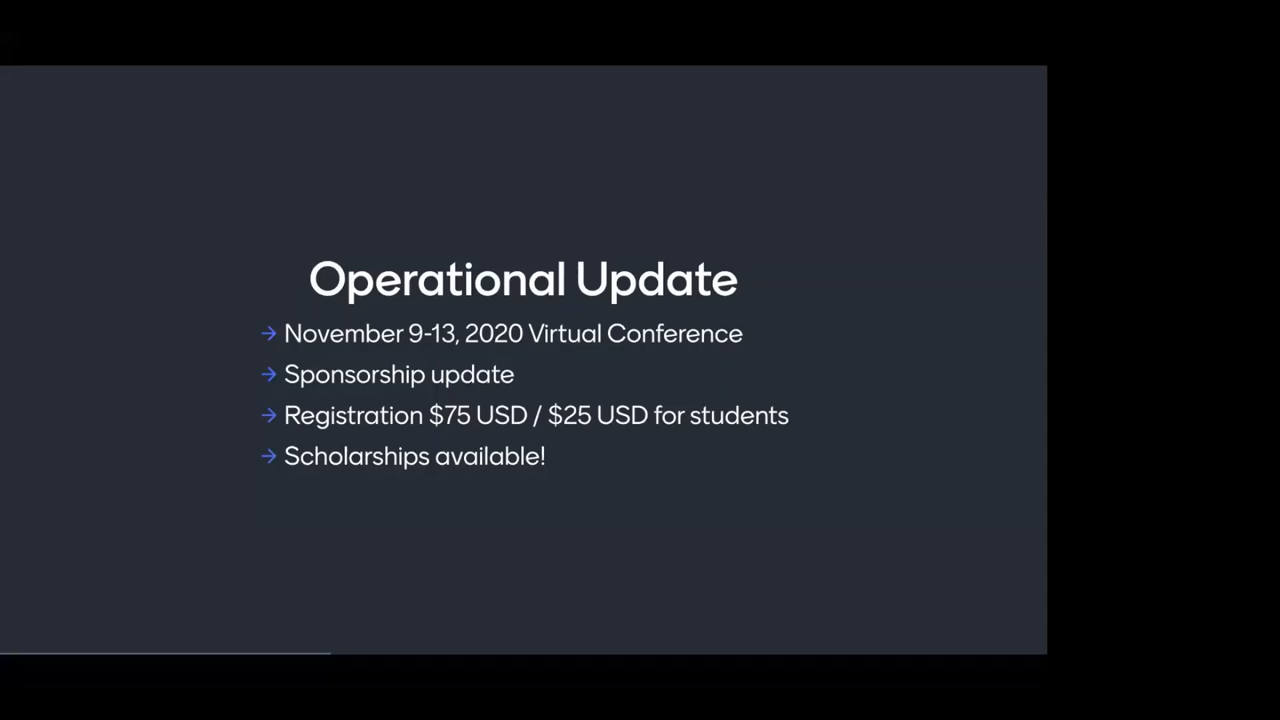 Operational Update
→ November 9-13, 2020 Virtual Conference
→ Sponsorship update
→ Registration $75 USD / $25 USD for students
→ Scholarships available!